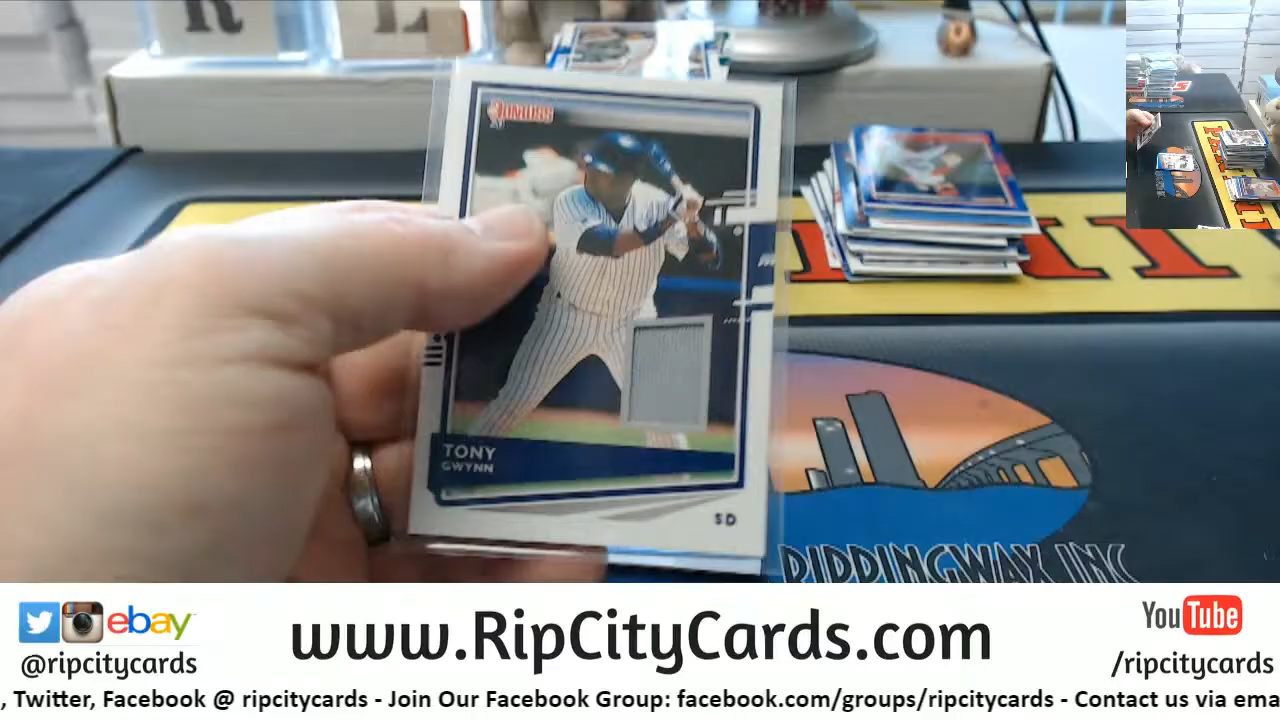 DONRUSS
TONY
GWYNN
SD
RIPPINGWAX INC
ebay
@ripcitycards
www.RipCityCards.com
YouTube
/ripcitycards
, Twitter, Facebook @ ripcitycards - Join Our Facebook Group: facebook.com/groups/ripcitycards - Contact us via ema